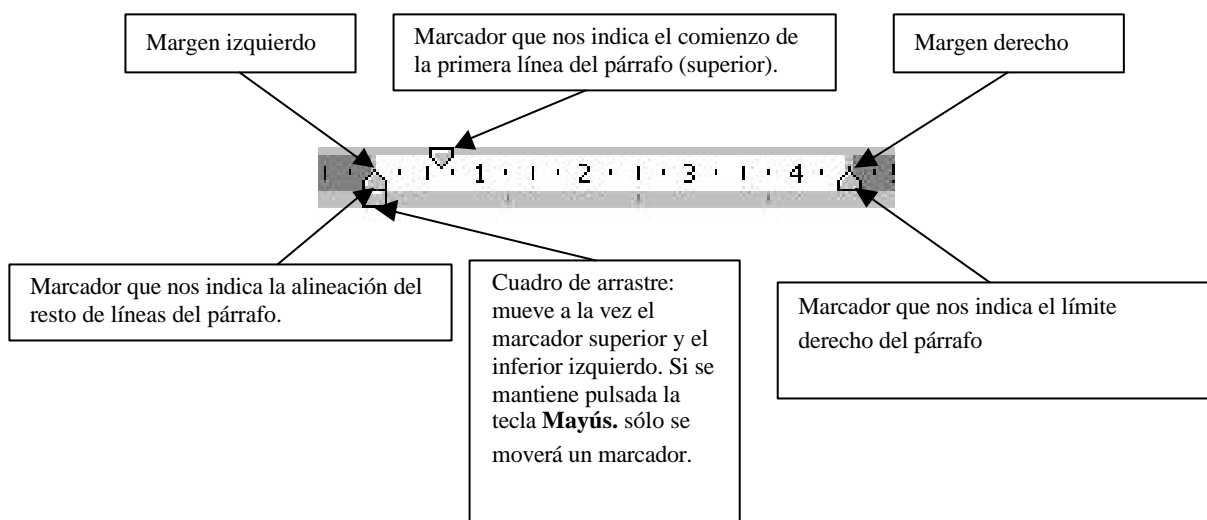 Margen izquierdo
Marcador que nos indica el comienzo de
la primera línea del párrafo (superior).
Margen derecho
1 2 3 4
Marcador que nos indica la alineación del
resto de líneas del párrafo.
Cuadro de arrastre:
mueve a la vez el
marcador superior y el
inferior izquierdo. Si se
mantiene pulsada la
tecla Mayús. sólo se
moverá un marcador.
Marcador que nos indica el límite
derecho del párrafo